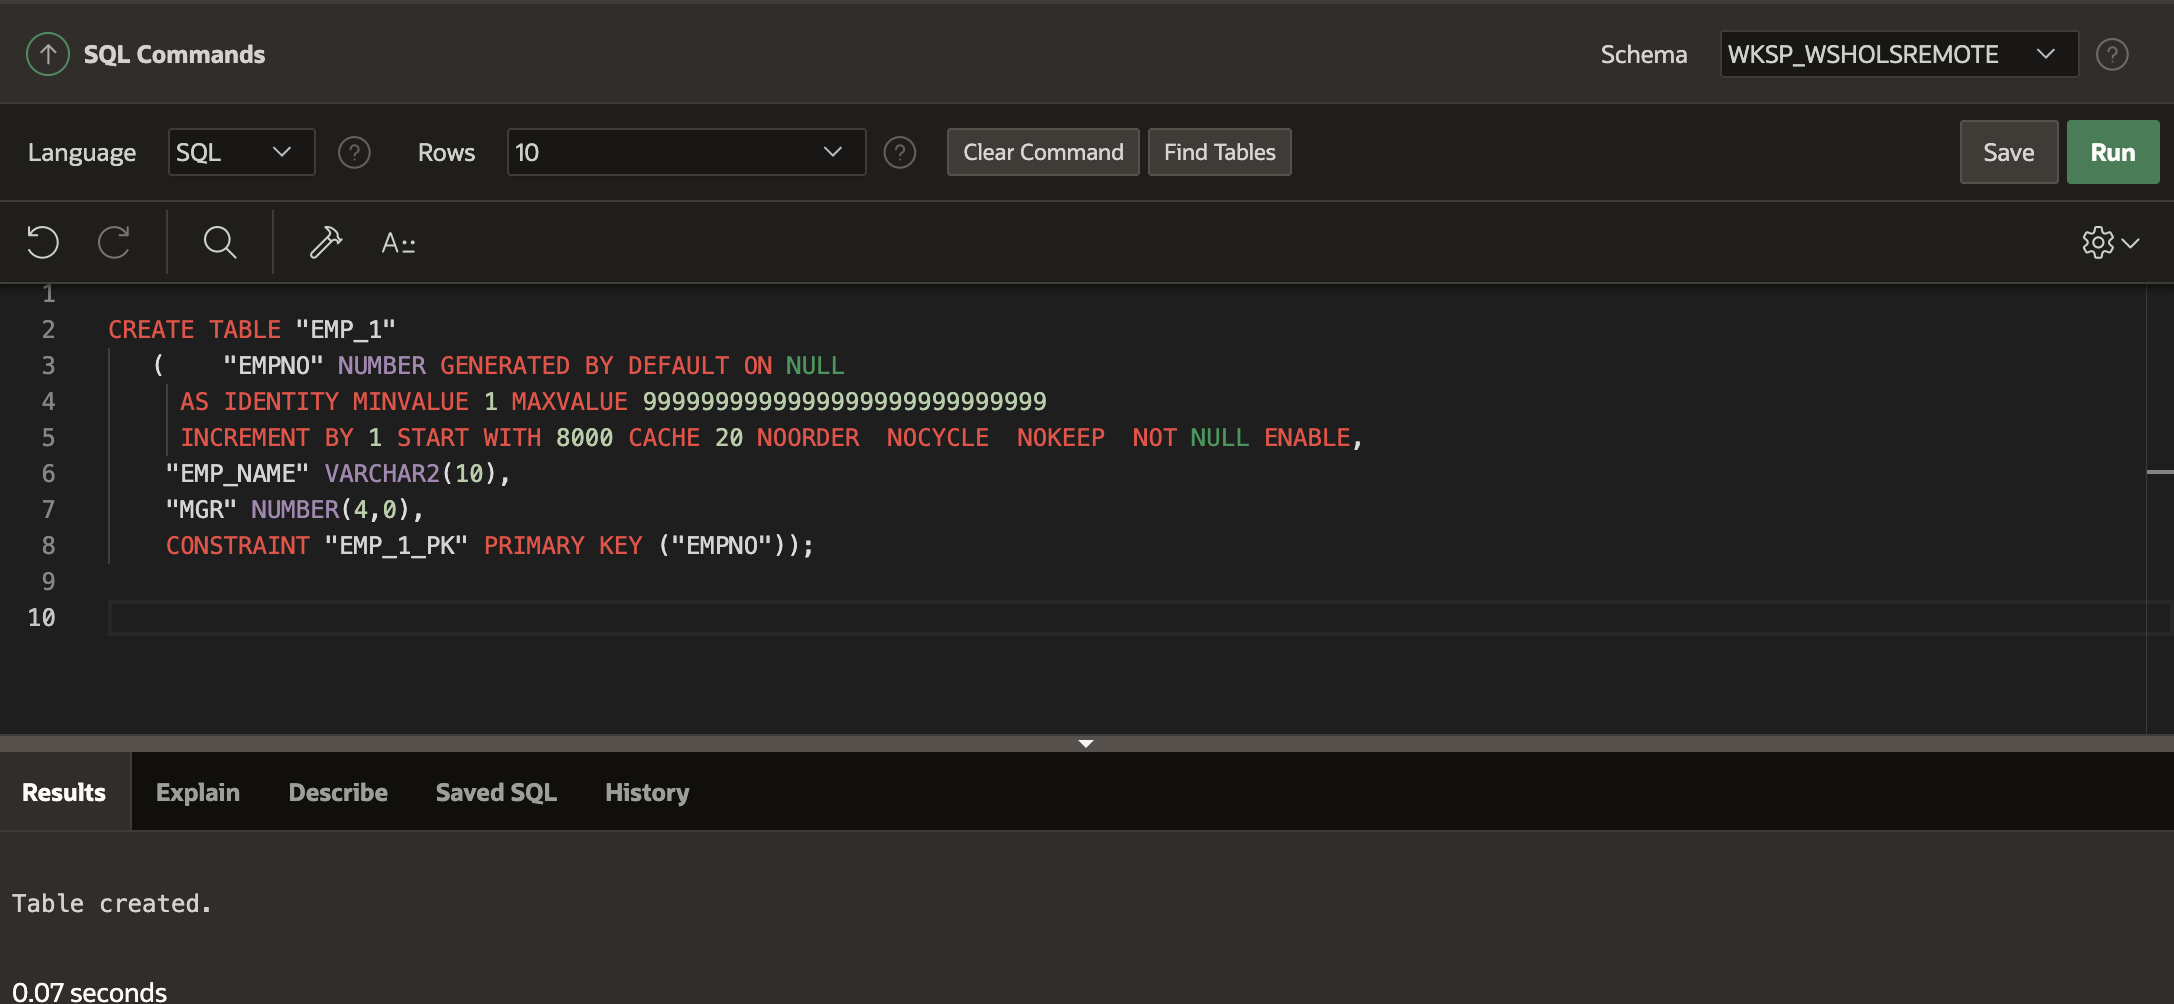 SQL Commands
Schema WKSP_WSHOLSREMOTE ?
Language SQL ? Rows 10 ? Clear Command Find Tables Save Run
A::
1
2 CREATE TABLE "EMP_1"
3 ( "EMPNO" NUMBER GENERATED BY DEFAULT ON NULL
4 AS IDENTITY MINVALUE 1 MAXVALUE 9999999999999999999999999999
5 INCREMENT BY 1 START WITH 8000 CACHE 20 NOORDER  NOCYCLE  NOKEEP  NOT NULL ENABLE,
6 "EMP_NAME" VARCHAR2(10),
7 "MGR" NUMBER(4,0),
8 CONSTRAINT "EMP_1_PK" PRIMARY KEY ("EMPNO"));
9
10
Results Explain Describe Saved SQL History
Table created.
0.07 seconds